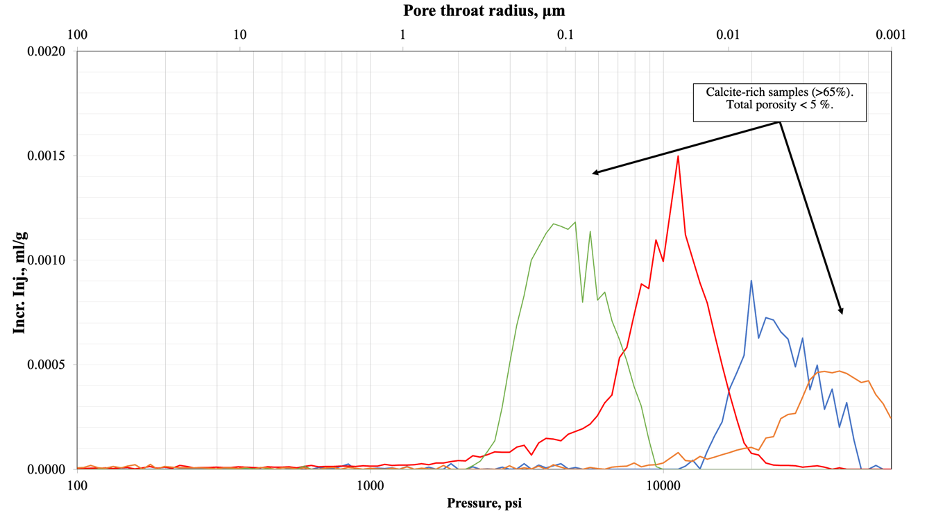 Pore throat radius, µm
100 10 1 0.1 0.01 0.001
0.0020
Calcite-rich samples (>65%).
Total porosity < 5 %.
0.0015
0.0010
0.0005
0.0000
Incr. Inj., ml/g
100 1000 10000
Pressure, psi